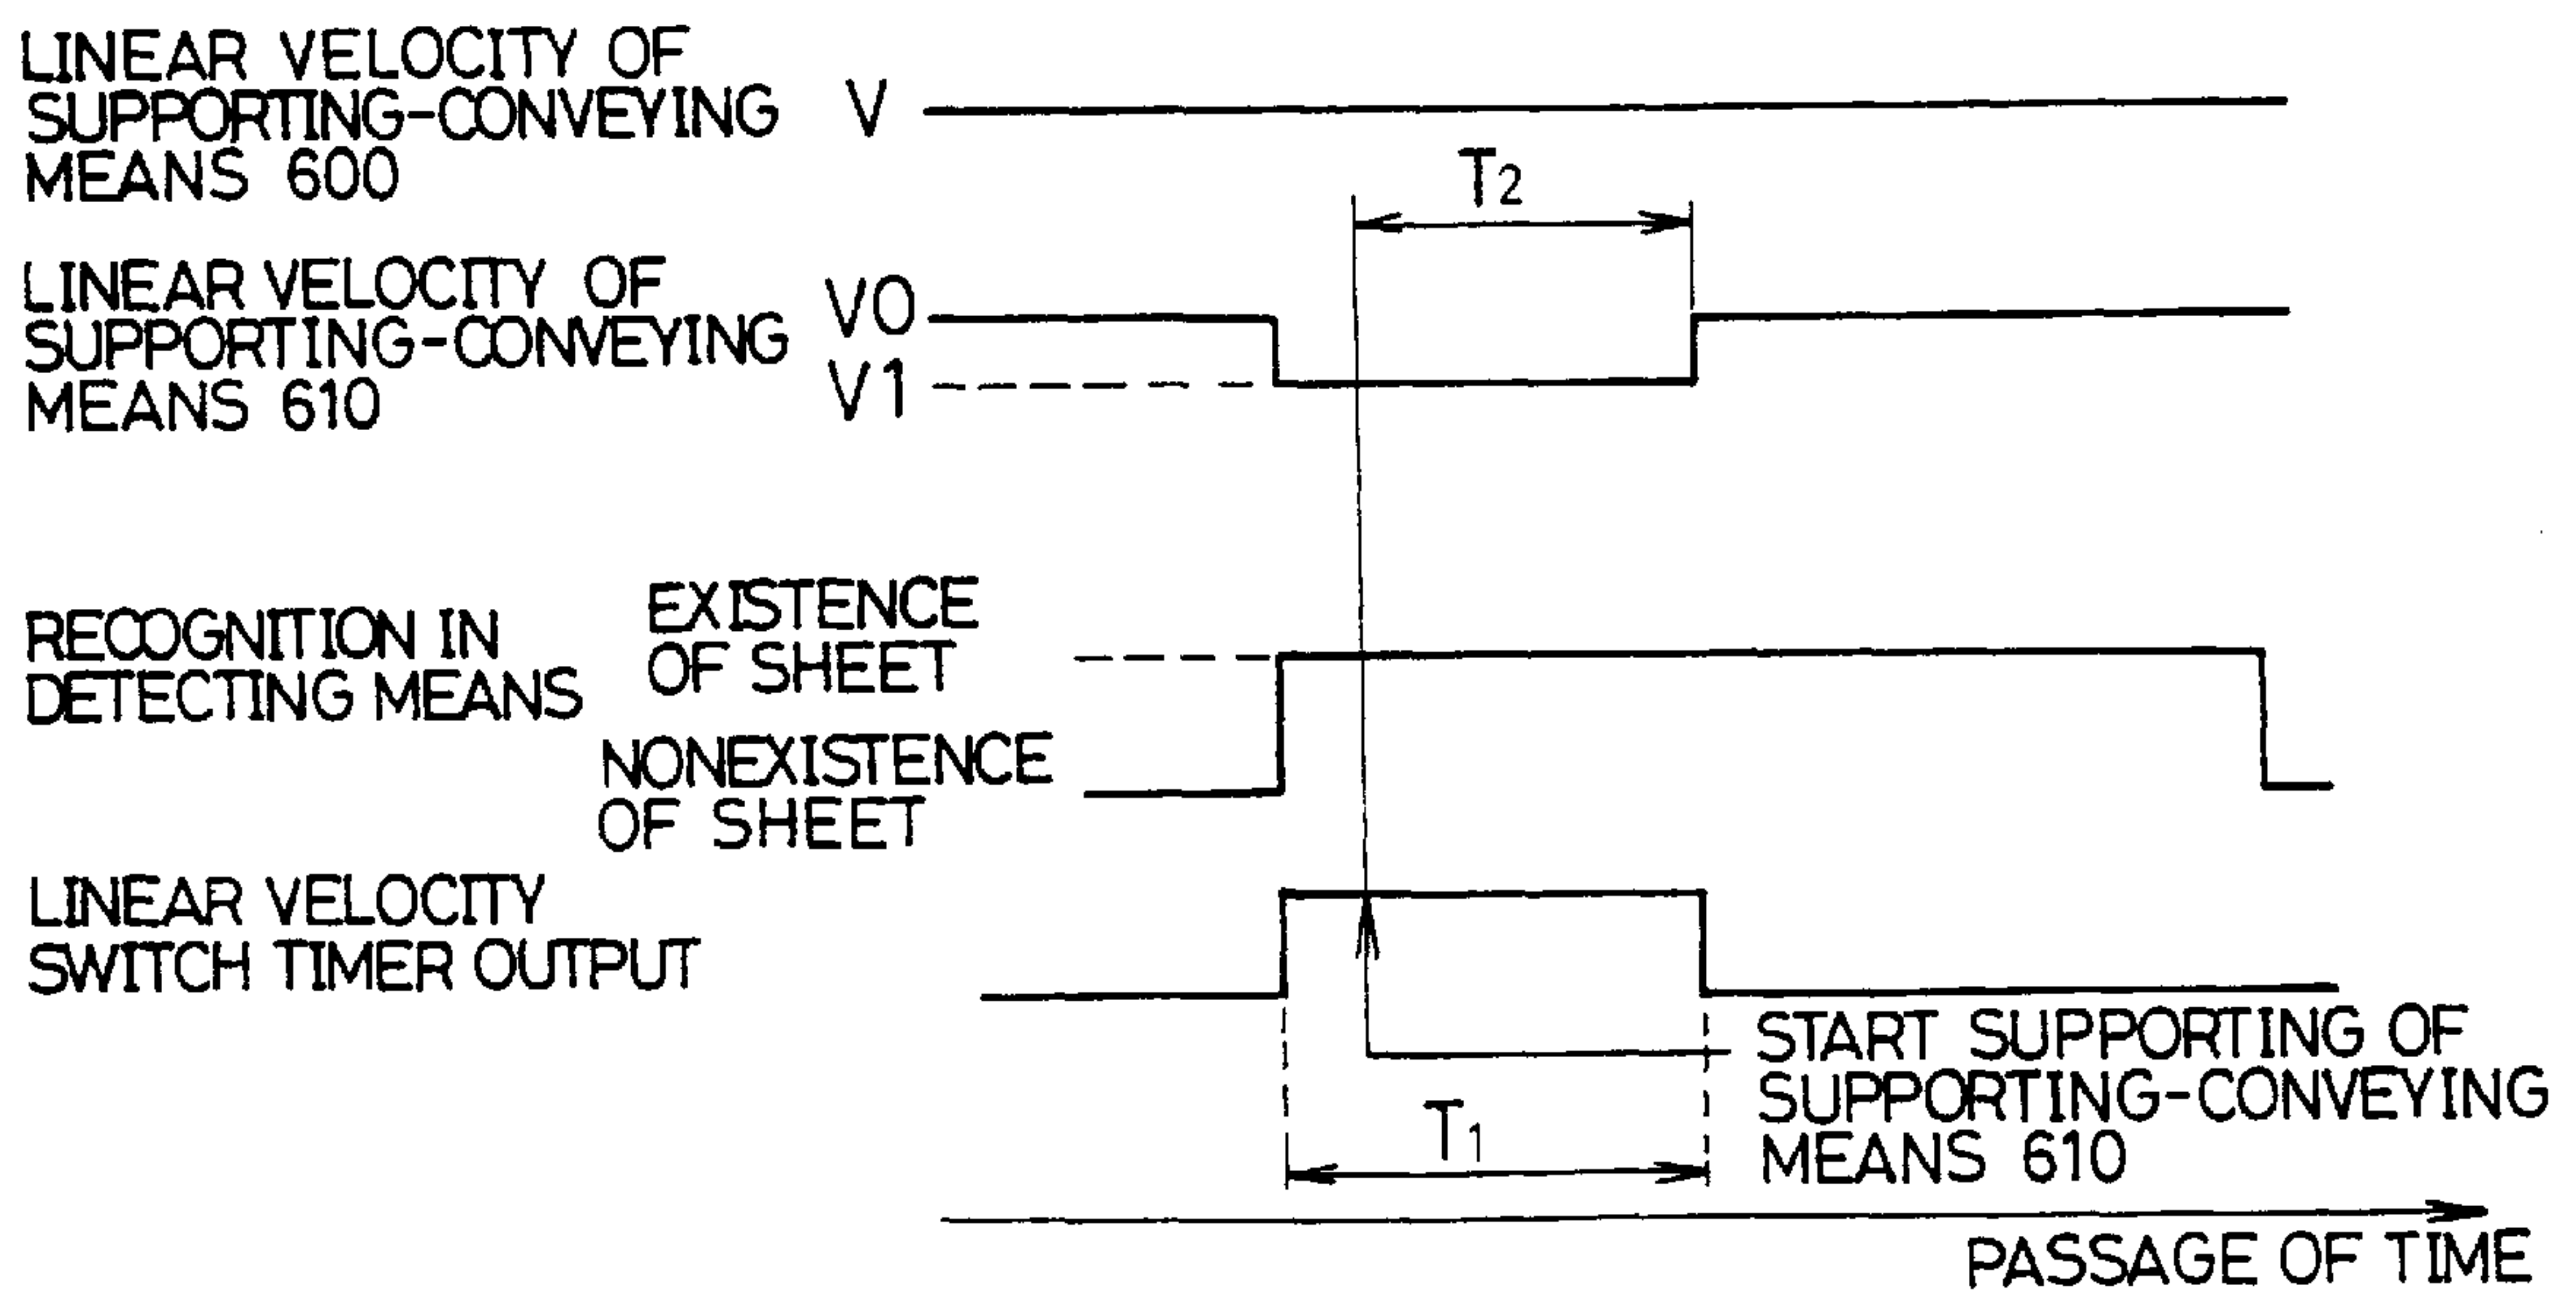 LINEAR VELOCITY OF
SUPPORTING-CONVEYING
MEANS 600
V
T2
LINEAR VELOCITY OF
SUPPORTING-CONVEYING
MEANS 610
V0
V1
RECOGNITION IN
DETECTING MEANS
EXISTENCE
OF SHEET
NONEXISTENCE
OF SHEET
LINEAR VELOCITY
SWITCH TIMER OUTPUT
START SUPPORTING OF
SUPPORTING-CONVEYING
MEANS 610
T1
PASSAGE OF TIME